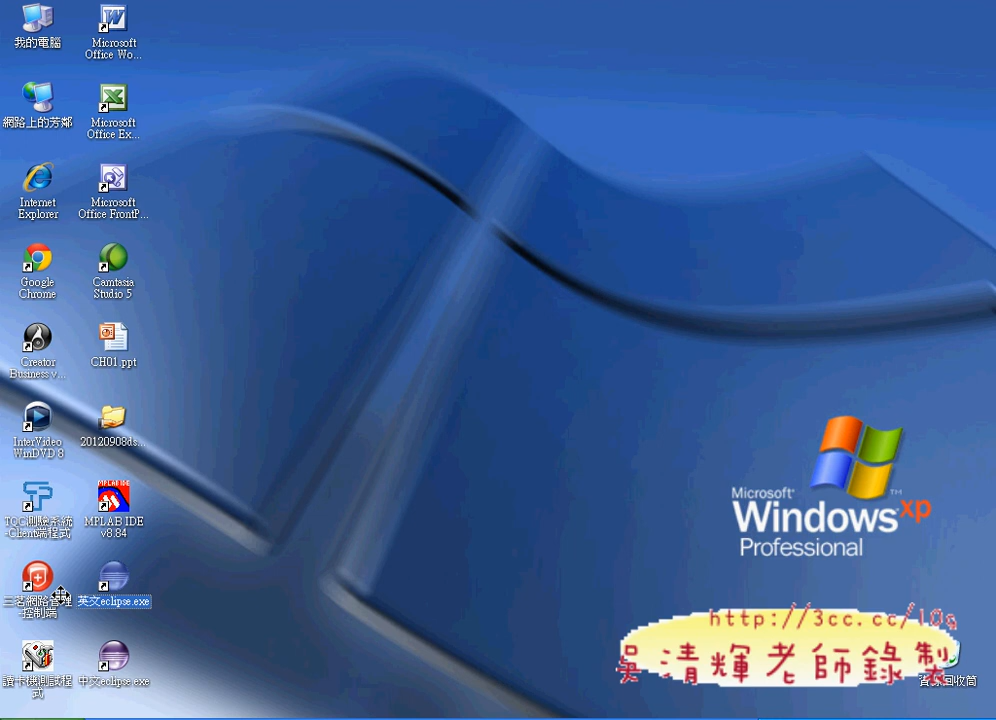 我的電腦
Microsoft
Office Wo...
網路上的芳鄰
Microsoft
Office Ex...
Internet
Explorer
Microsoft
Office FrontP...
Google
Chrome
Camtasia
Studio 5
Creator
Business v...
CH01.ppt
InterVideo
WinDVD 8
20120908ds...
TQC測驗系統
-Client端程式
MPLAB IDE
MPLAB IDE
v8.84
三茗網路管理
-控制端
英文eclipse.exe
讀卡機測試程
式
中文eclipse.exe
Microsoft
Windows xp
TM
Professional
http://3cc.cc/10q
吳清輝老師錄製
資源回收筒